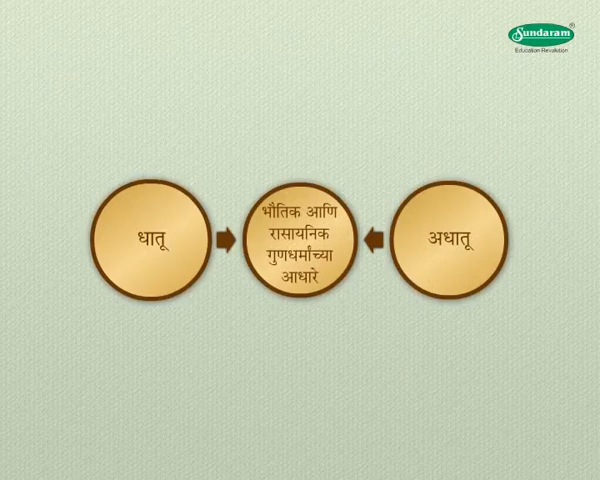 Sundaram®
Education Revolution
धातू
भौतिक आणि
रासायनिक
गुणधर्मांच्या
आधारे
अधातू